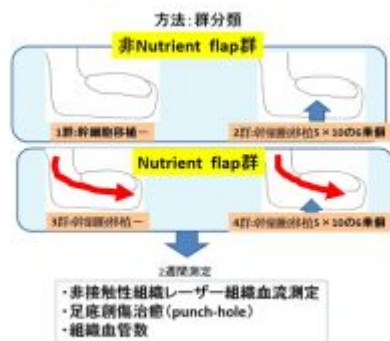 方法：群分類
非Nutrient flap群
1群:幹細胞移植－
2群:幹細胞移植5×10の6乗個
Nutrient flap群
3群:幹細胞移植－
4群:幹細胞移植5×10の6乗個
2週間測定
・非接触性組織レーザー組織血流測定
・足底創傷治癒(punch-hole)
・組織血管数